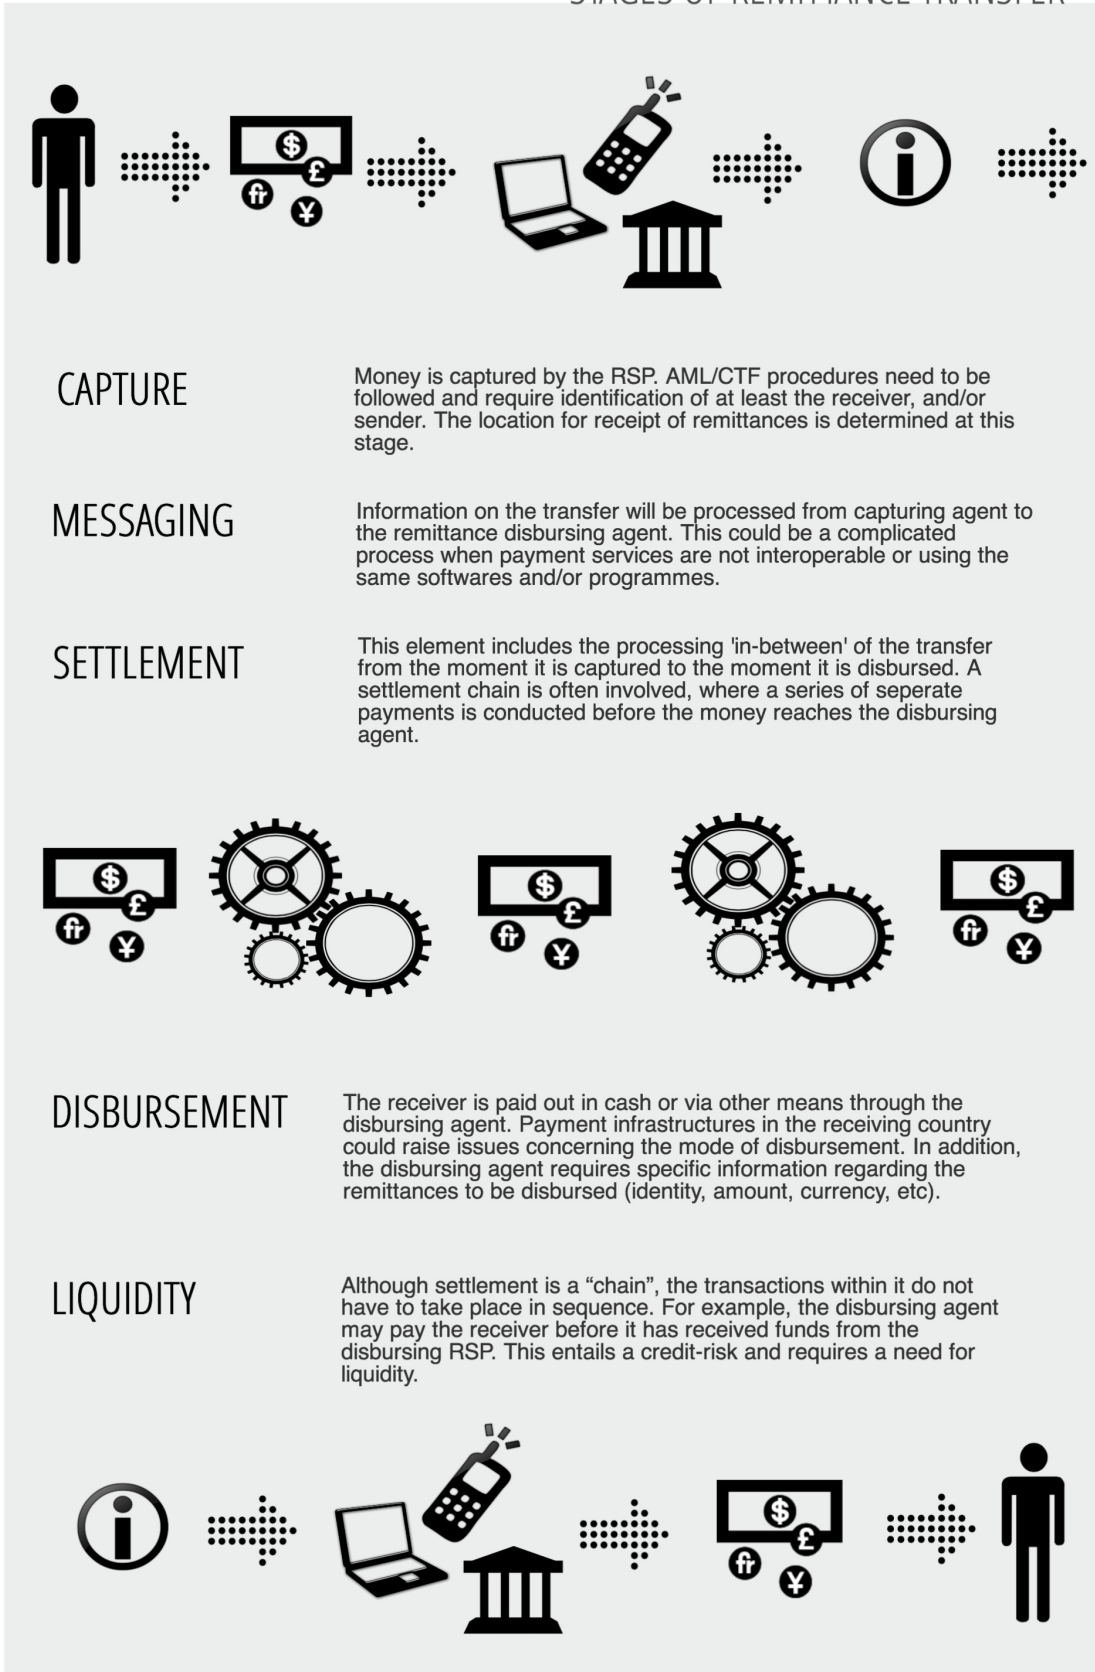 STAGES OF REMITTANCE TRANSFER
$
£
fr
¥
i
CAPTURE
Money is captured by the RSP. AML/CTF procedures need to be
followed and require identification of at least the receiver, and/or
sender. The location for receipt of remittances is determined at this
stage.
MESSAGING
Information on the transfer will be processed from capturing agent to
the remittance disbursing agent. This could be a complicated
process when payment services are not interoperable or using the
same softwares and/or programmes.
SETTLEMENT
This element includes the processing 'in-between' of the transfer
from the moment it is captured to the moment it is disbursed. A
settlement chain is often involved, where a series of seperate
payments is conducted before the money reaches the disbursing
agent.
$
£
fr
¥
$
£
fr
¥
$
£
fr
¥
DISBURSEMENT
The receiver is paid out in cash or via other means through the
disbursing agent. Payment infrastructures in the receiving country
could raise issues concerning the mode of disbursement. In addition,
the disbursing agent requires specific information regarding the
remittances to be disbursed (identity, amount, currency, etc).
LIQUIDITY
Although settlement is a “chain”, the transactions within it do not
have to take place in sequence. For example, the disbursing agent
may pay the receiver before it has received funds from the
disbursing RSP. This entails a credit-risk and requires a need for
liquidity.
i
$
£
fr
¥